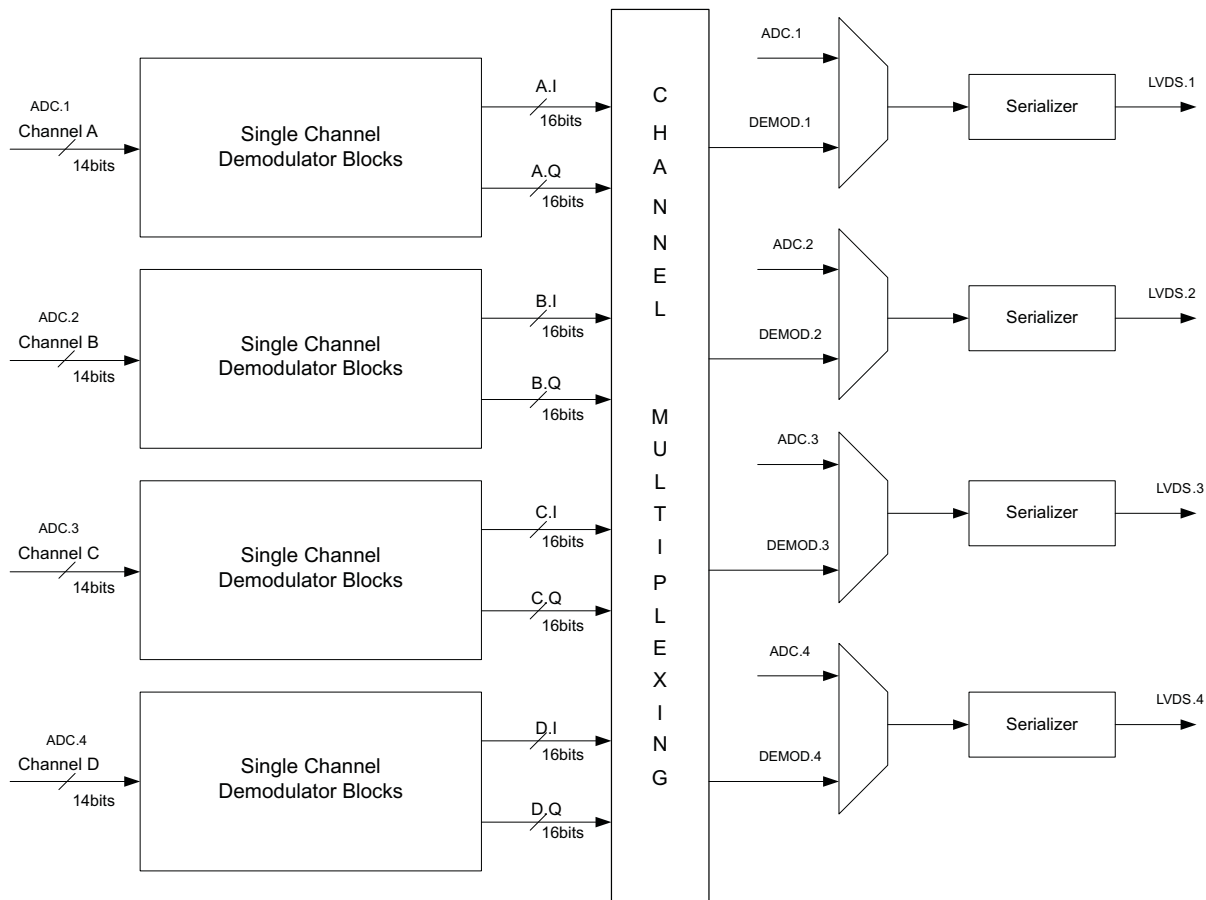 ADC.1
Channel A
14bits
Single Channel
Demodulator Blocks
A.I
16bits
A.Q
16bits
ADC.2
Channel B
14bits
Single Channel
Demodulator Blocks
B.I
16bits
B.Q
16bits
ADC.3
Channel C
14bits
Single Channel
Demodulator Blocks
C.I
16bits
C.Q
16bits
ADC.4
Channel D
14bits
Single Channel
Demodulator Blocks
D.I
16bits
D.Q
16bits
CHANNEL MULTIPLEXING
ADC.1
DEMOD.1
Serializer
LVDS.1
ADC.2
DEMOD.2
Serializer
LVDS.2
ADC.3
DEMOD.3
Serializer
LVDS.3
ADC.4
DEMOD.4
Serializer
LVDS.4